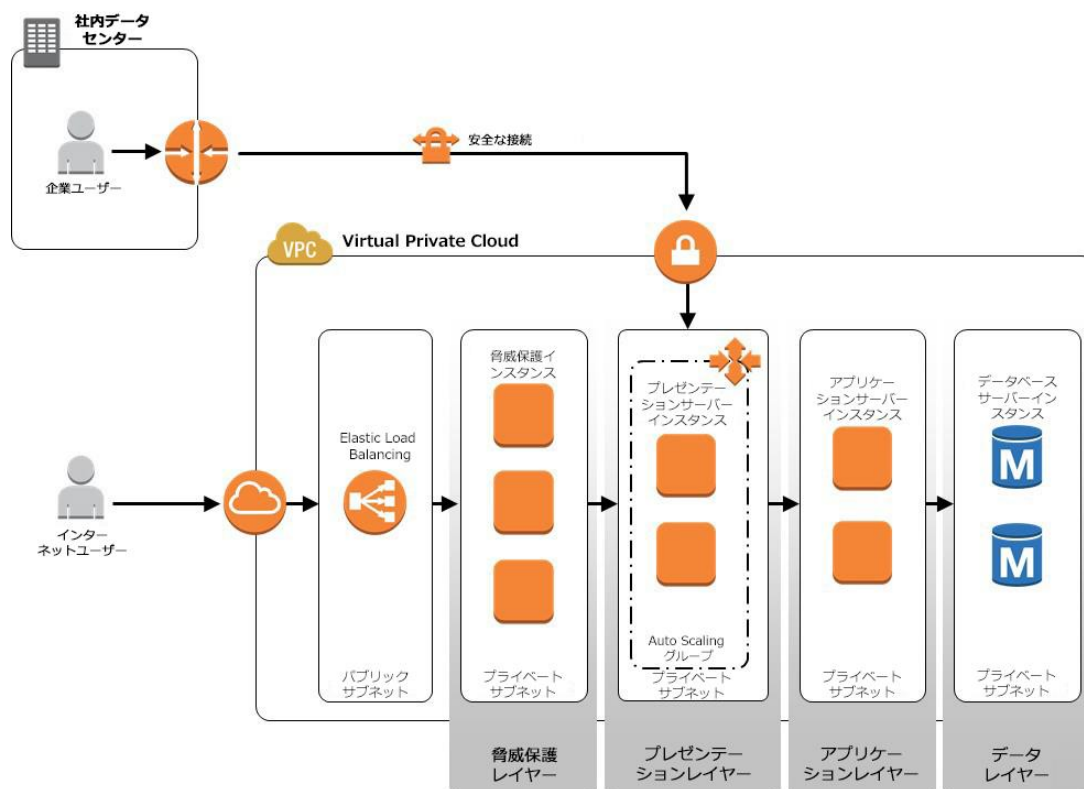 社内データ
センター
企業ユーザー
安全な接続
VPC
Virtual Private Cloud
脅威保護イ
ンスタンス
プレゼンテー
ションサーバー
インスタンス
アプリケー
ションサーバー
インスタンス
データベース
サーバーイン
スタンス
Elastic Load
Balancing
M
M
インター
ネットユーザー
Auto Scaling
グループ
パブリック
サブネット
プライベート
サブネット
プライベート
サブネット
プライベート
サブネット
プライベート
サブネット
脅威保護
レイヤー
プレゼンテー
ションレイヤー
アプリケー
ションレイヤー
データ
レイヤー